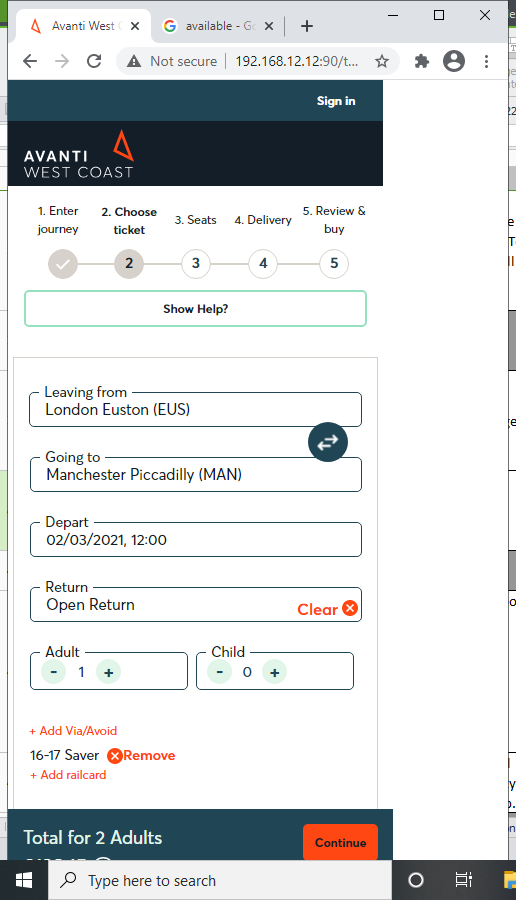 Avanti West C
available - G
Not secure | 192.168.12.12:90/t...
Sign in
AVANTI
WEST COAST
1. Enter journey
2. Choose ticket
3. Seats
4. Delivery
5. Review & buy
2
3
4
5
Show Help?
Leaving from
London Euston (EUS)
Going to
Manchester Piccadilly (MAN)
Depart
02/03/2021, 12:00
Return
Open Return
Clear
Adult
- 1 +
Child
- 0 +
+ Add Via/Avoid
16-17 Saver Remove
+ Add railcard
Total for 2 Adults
Continue
Type here to search